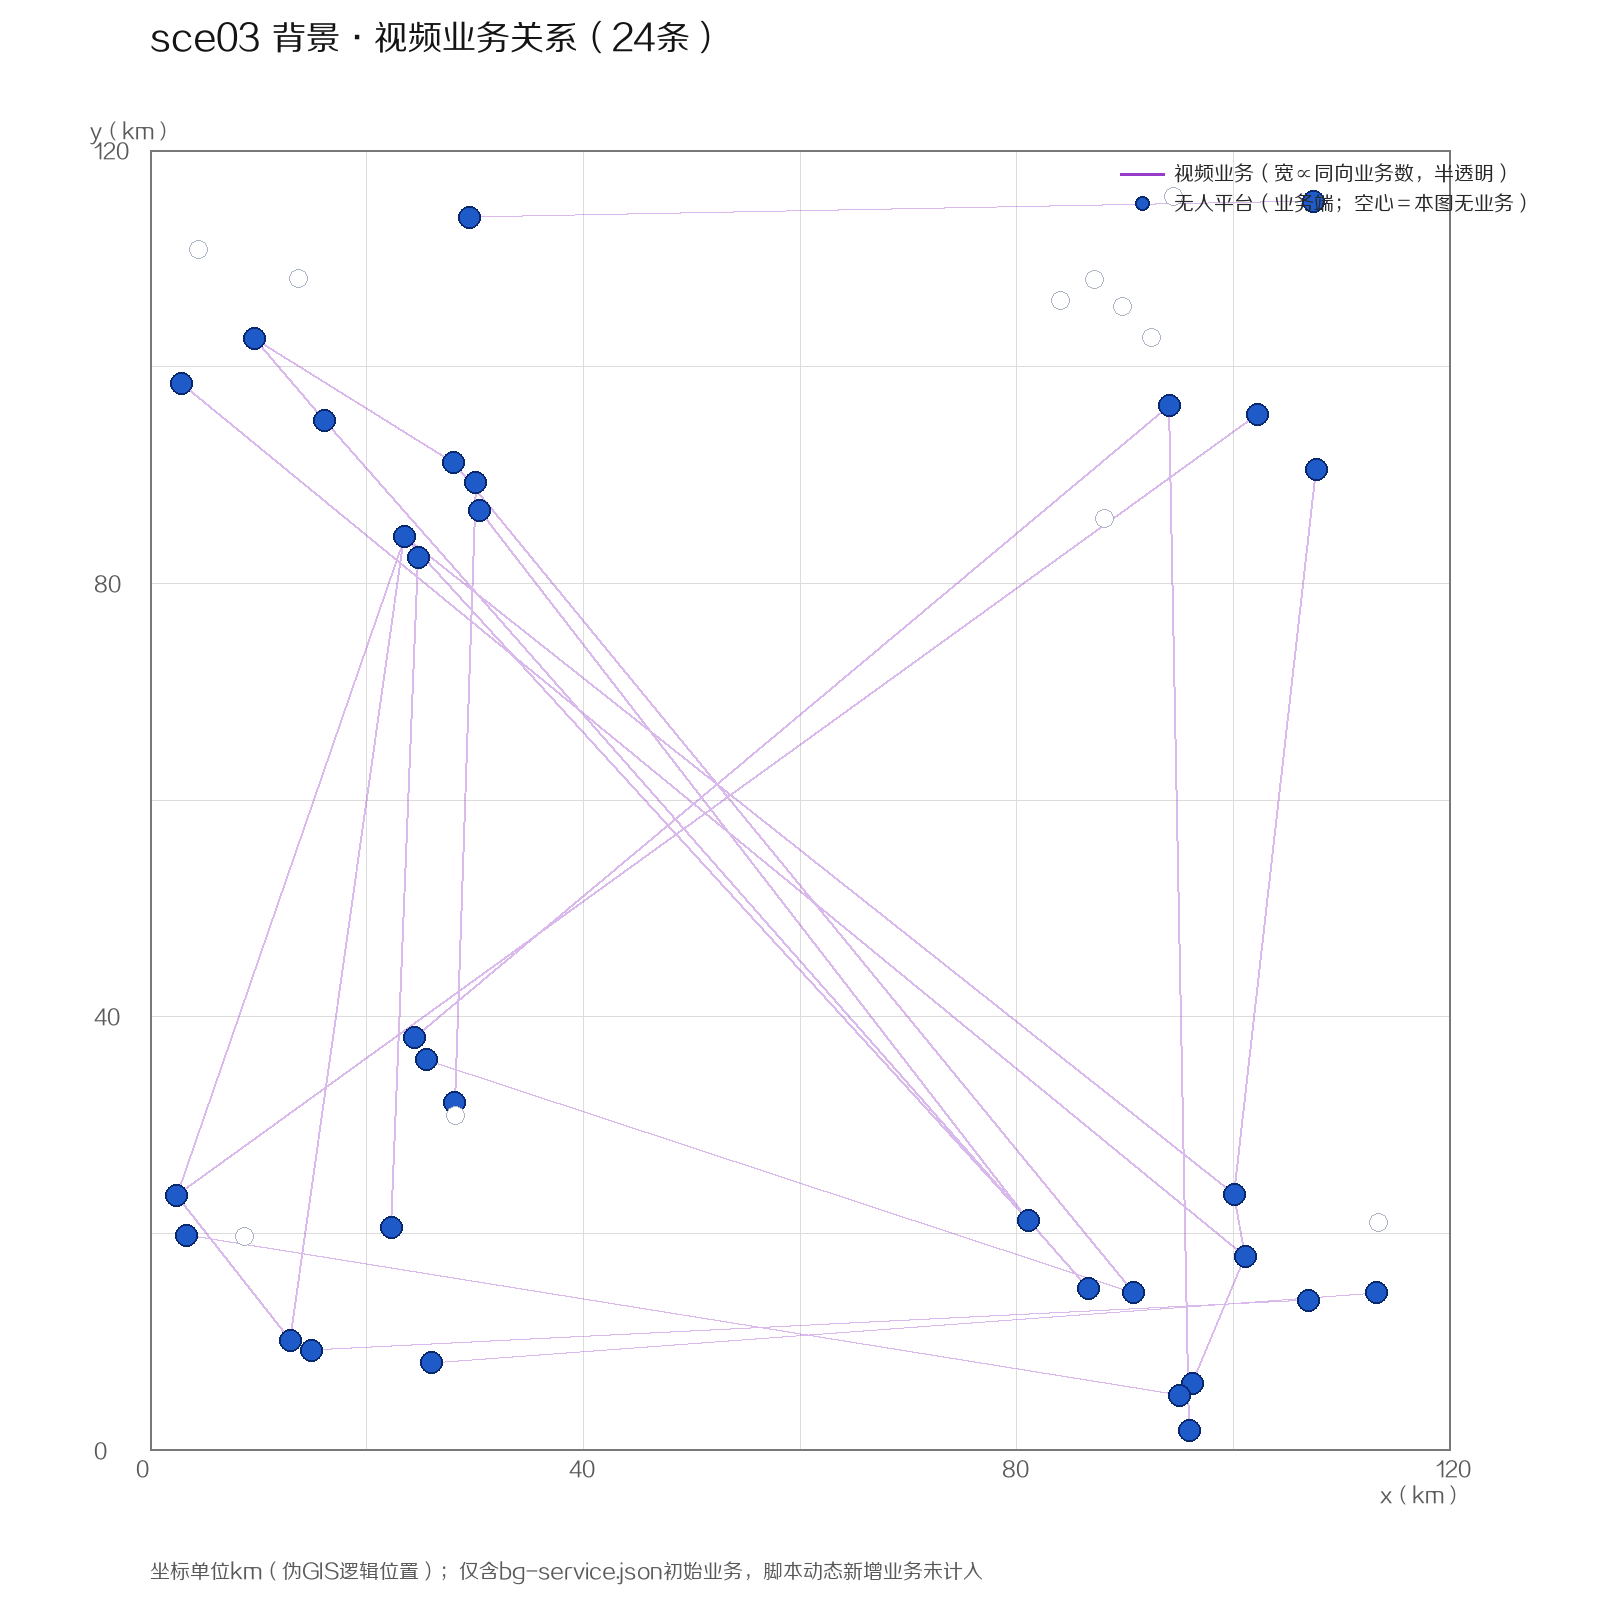 sce03 背景·视频业务关系（24条）
y（km）
120
视频业务（宽∝同向业务数，半透明）
无人平台（业务端；空心＝本图无业务）
80
40
0
0
40
80
120
x（km）
坐标单位km（伪GIS逻辑位置）；仅含bg-service.json初始业务，脚本动态新增业务未计入